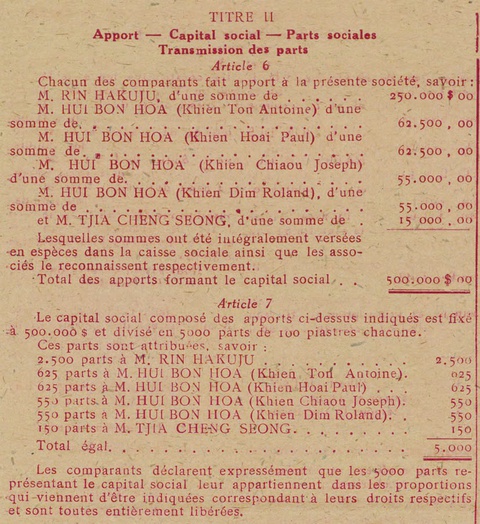 TITRE II
Apport — Capital social — Parts sociales
Transmission des parts
Article 6
Chacun des comparants fait apport à la présente société, savoir :
M. RIN HAKUJU, d'une somme de . . . . . . 250.000 $ 00
M. HUI BON HOA (Khien Ton Antoine) d'une
somme de. . . . . . . . . . . . . . . . 62.500 , 00
M. HUI BON HOA (Khien Hoai Paul) d'une
somme de. . . . . . . . . . . . . . . . 62.500 , 00
M. HUI BON HOA (Khien Chiaou Joseph)
d'une somme de. . . . . . . . . . . . . 55.000 , 00
M. HUI BON HOA (Khien Dim Roland), d'une
somme de . . . . . . . . . . . . . . . 55.000 , 00
et M. TJIA CHENG SEONG, d'une somme de 15.000 , 00
Lesquelles sommes ont été intégralement versées
en espèces dans la caisse sociale ainsi que les asso-
ciés le reconnaissent respectivement.
Total des apports formant le capital social . . 500.000 $ 00
Article 7
Le capital social composé des apports ci-dessus indiqués est fixé
à 500.000 $ et divisé en 5000 parts de 100 piastres chacune.
Ces parts sont attribuées, savoir :
2.500 parts à M. RIN HAKUJU . . . . . . . . . . 2.500
625 parts à M. HUI BON HOA (Khien Ton Antoine). 625
625 parts à M. HUI BON HOA (Khien Hoai Paul) . . 625
550 parts à M. HUI BON HOA (Khien Chiaou Joseph). 550
550 parts à M. HUI BON HOA (Khien Dim Roland). . 550
150 parts à M. TJIA CHENG SEONG. . . . . . . . 150
Total égal. . . . . . . . . . . . . . . . . 5.000
Les comparants déclarent expressément que les 5000 parts re-
présentant le capital social leur appartiennent dans les proportions
qui viennent d'être indiquées correspondant à leurs droits respectifs
et sont toutes entièrement libérées.